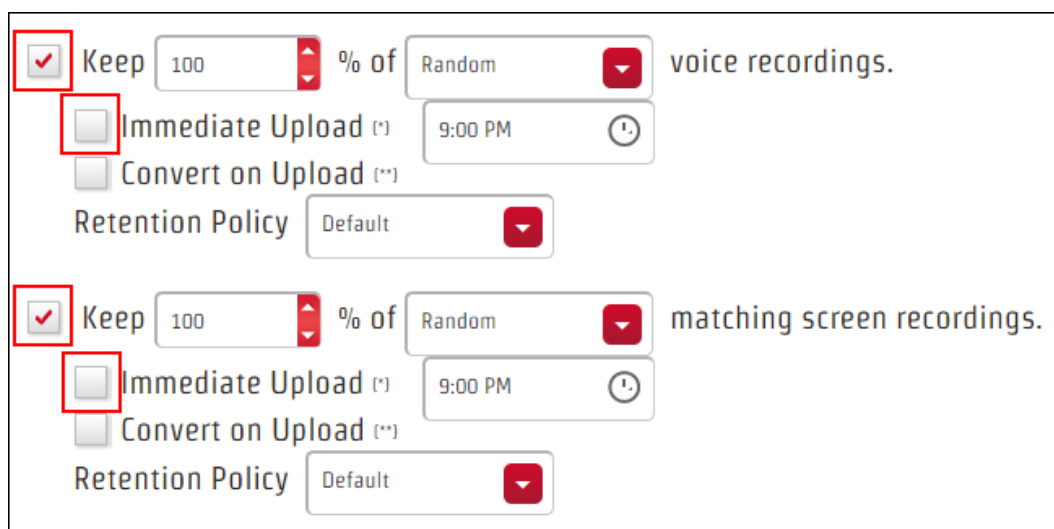 Keep 100 % of Random voice recordings.
Immediate Upload (*) 9:00 PM
Convert on Upload (**)
Retention Policy Default
Keep 100 % of Random matching screen recordings.
Immediate Upload (*) 9:00 PM
Convert on Upload (**)
Retention Policy Default